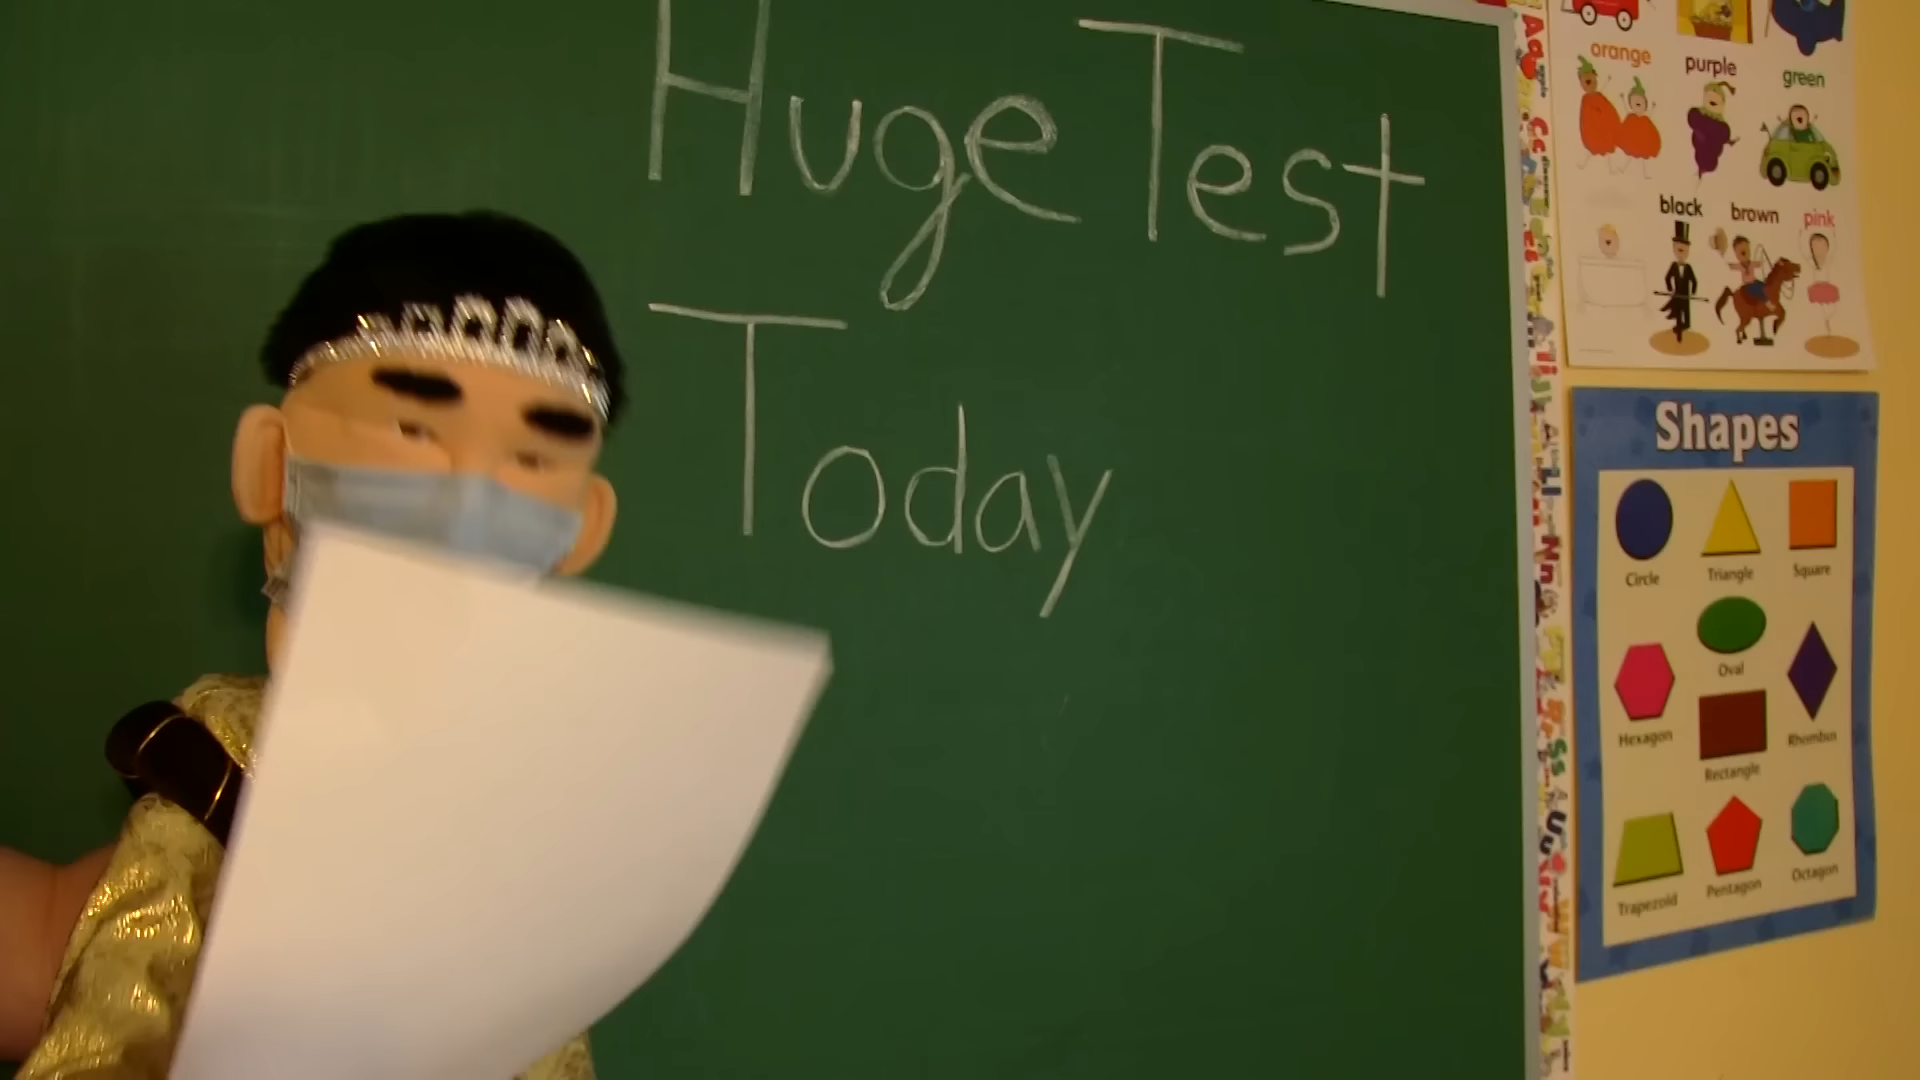 Huge Test
Today
orange
purple
green
black
brown
pink
Shapes
Circle
Triangle
Square
Oval
Hexagon
Rhombus
Rectangle
Trapezoid
Pentagon
Octagon